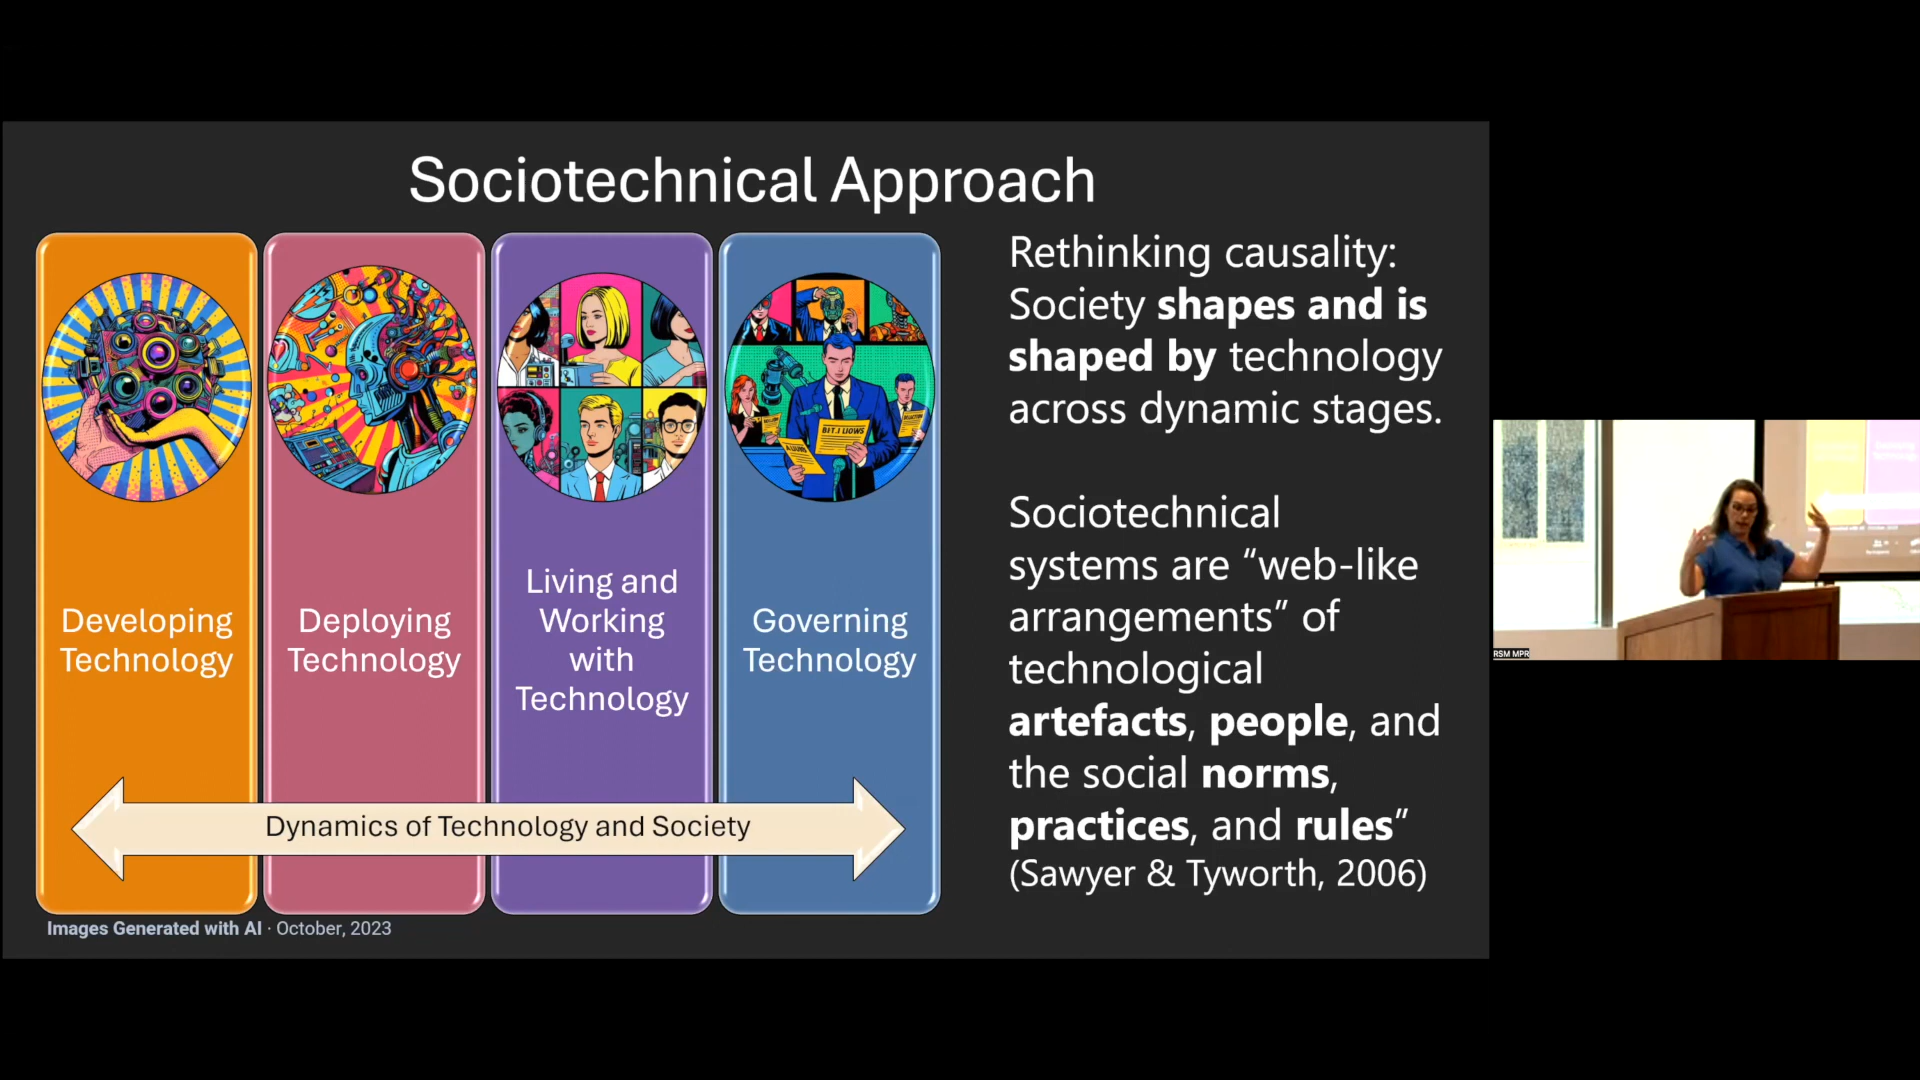 Sociotechnical Approach
Developing
Technology
Deploying
Technology
Living and
Working
with
Technology
Governing
Technology
Dynamics of Technology and Society
Images Generated with AI · October, 2023
Rethinking causality:
Society shapes and is
shaped by technology
across dynamic stages.
Sociotechnical
systems are “web-like
arrangements” of
technological
artefacts, people, and
the social norms,
practices, and rules”
(Sawyer & Tyworth, 2006)
BIT.I LIOWS
RSM MPR